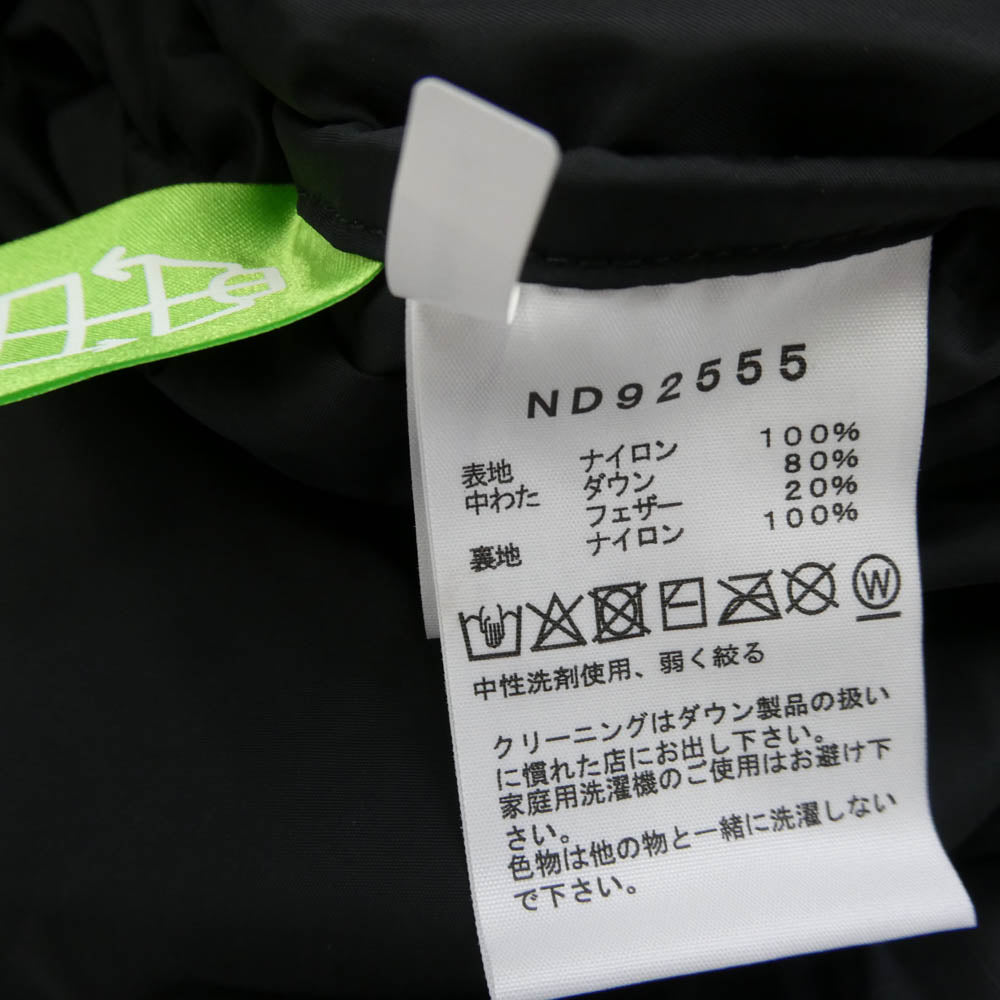 ND92555
表地 ナイロン 100%
中わた ダウン 80%
フェザー 20%
裏地 ナイロン 100%
W
中性洗剤使用、弱く絞る
クリーニングはダウン製品の扱い
に慣れた店にお出し下さい。
家庭用洗濯機のご使用はお避け下
さい。
色物は他の物と一緒に洗濯しない
で下さい。